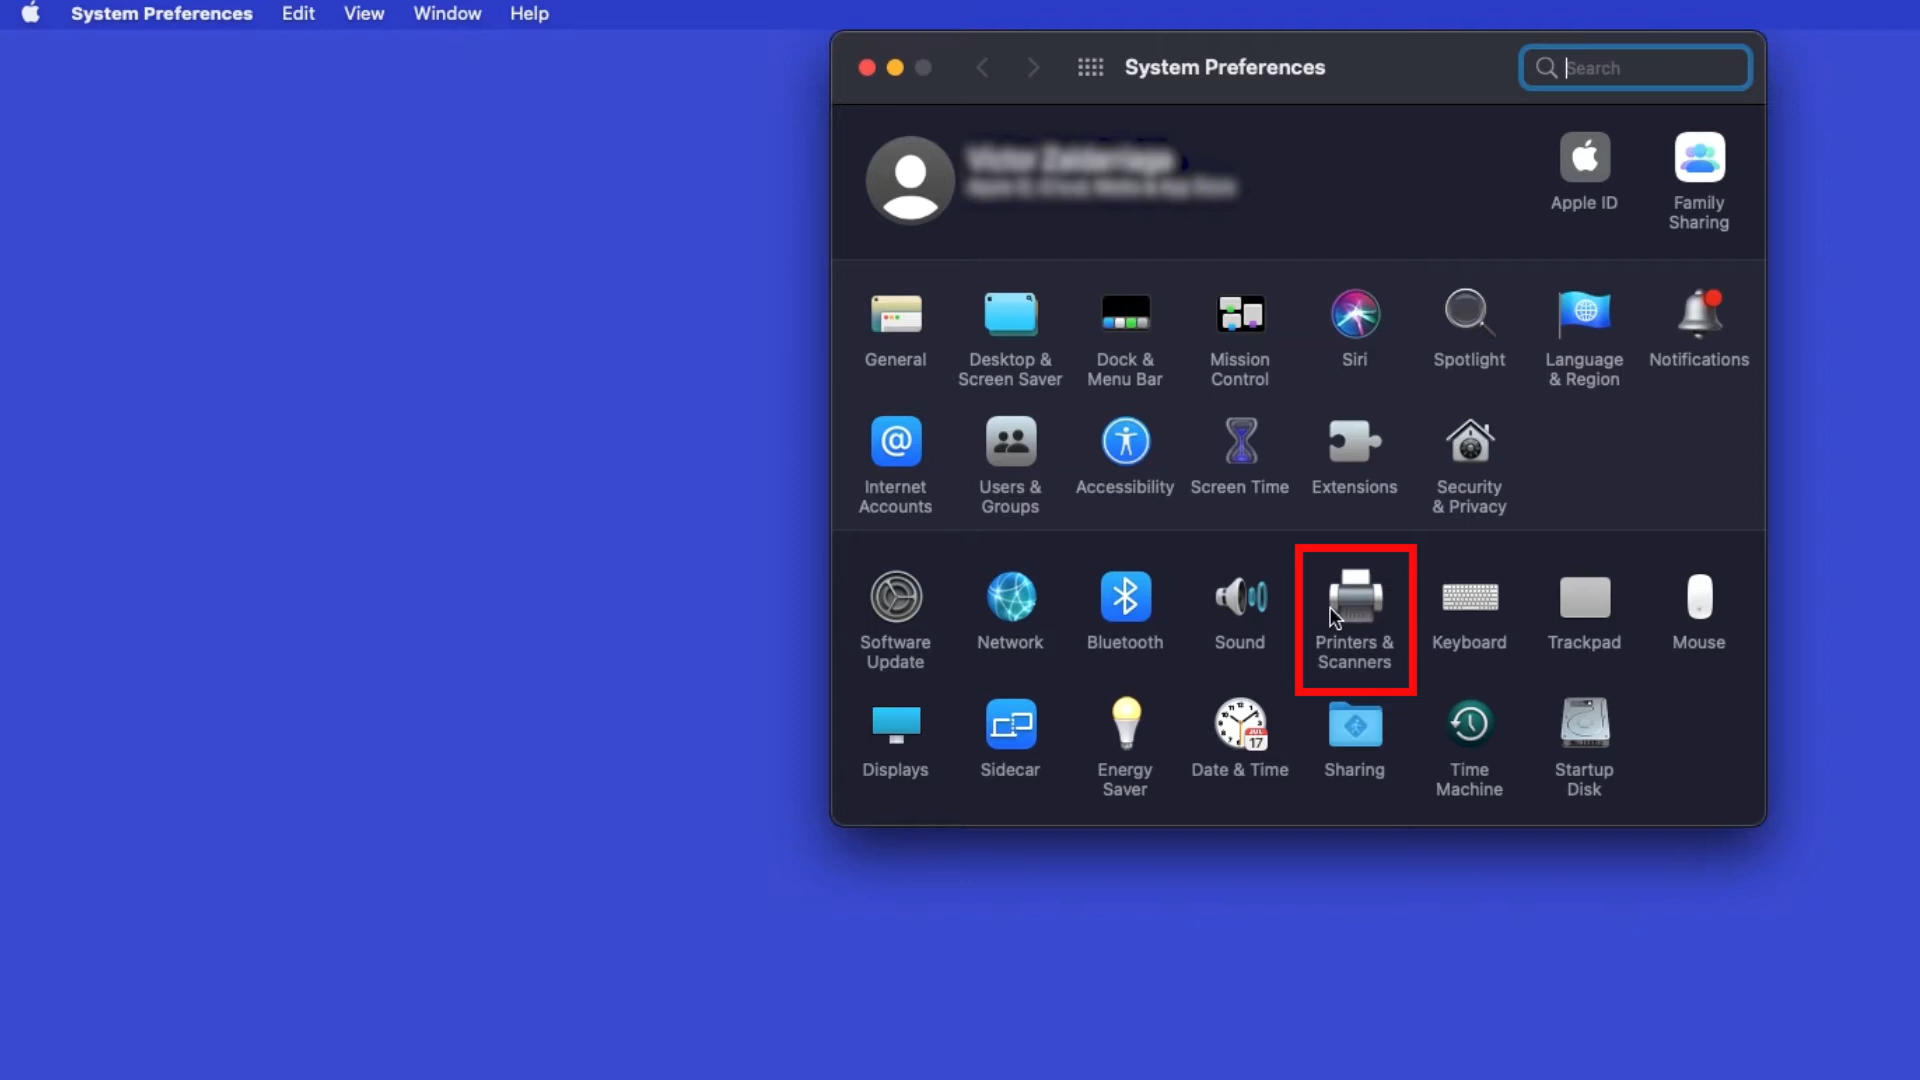 System Preferences Edit View Window Help
System Preferences
Search
Apple ID
Family
Sharing
General
Desktop &
Screen Saver
Dock &
Menu Bar
Mission
Control
Siri
Spotlight
Language
& Region
Notifications
Internet
Accounts
Users &
Groups
Accessibility
Screen Time
Extensions
Security
& Privacy
Software
Update
Network
Bluetooth
Sound
Printers &
Scanners
Keyboard
Trackpad
Mouse
Displays
Sidecar
Energy
Saver
Date & Time
JUL
17
Sharing
Time
Machine
Startup
Disk